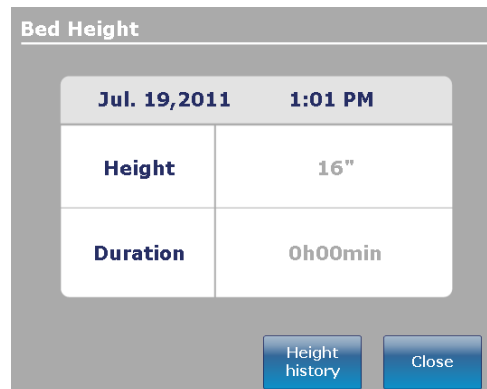 Bed Height
Jul. 19,2011 1:01 PM
Height 16"
Duration 0h00min
Height
history
Close